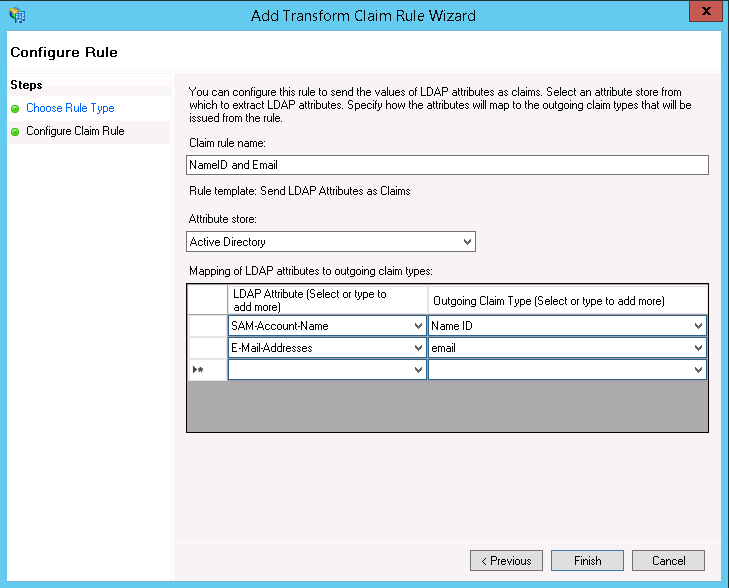 Add Transform Claim Rule Wizard
X
Configure Rule
Steps
Choose Rule Type
Configure Claim Rule
You can configure this rule to send the values of LDAP attributes as claims. Select an attribute store from
which to extract LDAP attributes. Specify how the attributes will map to the outgoing claim types that will be
issued from the rule.
Claim rule name:
NameID and Email
Rule template: Send LDAP Attributes as Claims
Attribute store:
Active Directory
Mapping of LDAP attributes to outgoing claim types:
LDAP Attribute (Select or type to
add more)
Outgoing Claim Type (Select or type to add more)
SAM-Account-Name
Name ID
E-Mail-Addresses
email
< Previous
Finish
Cancel